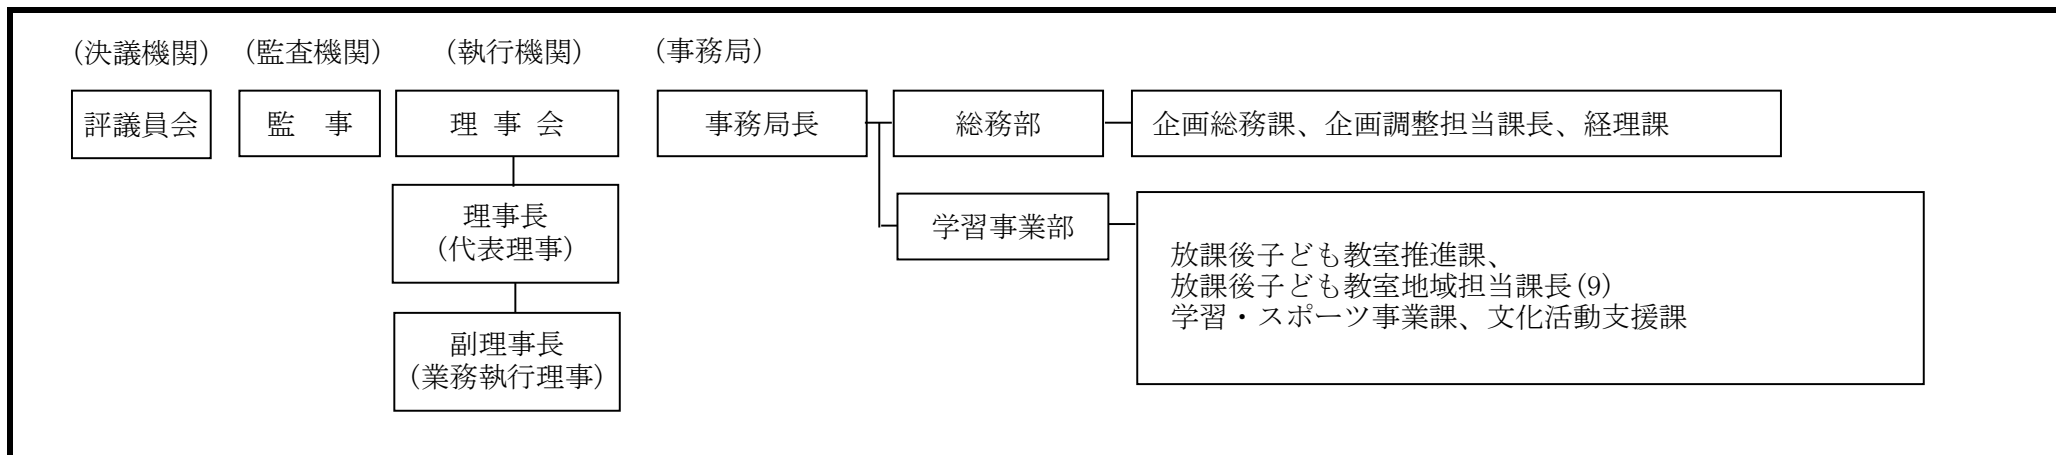 (決議機関) (監査機関) (執行機関) (事務局)
評議員会 監　事 理 事 会 事務局長 総務部 企画総務課、企画調整担当課長、経理課
理事長
(代表理事)
学習事業部
放課後子ども教室推進課、
放課後子ども教室地域担当課長(9)
学習・スポーツ事業課、文化活動支援課
副理事長
(業務執行理事)